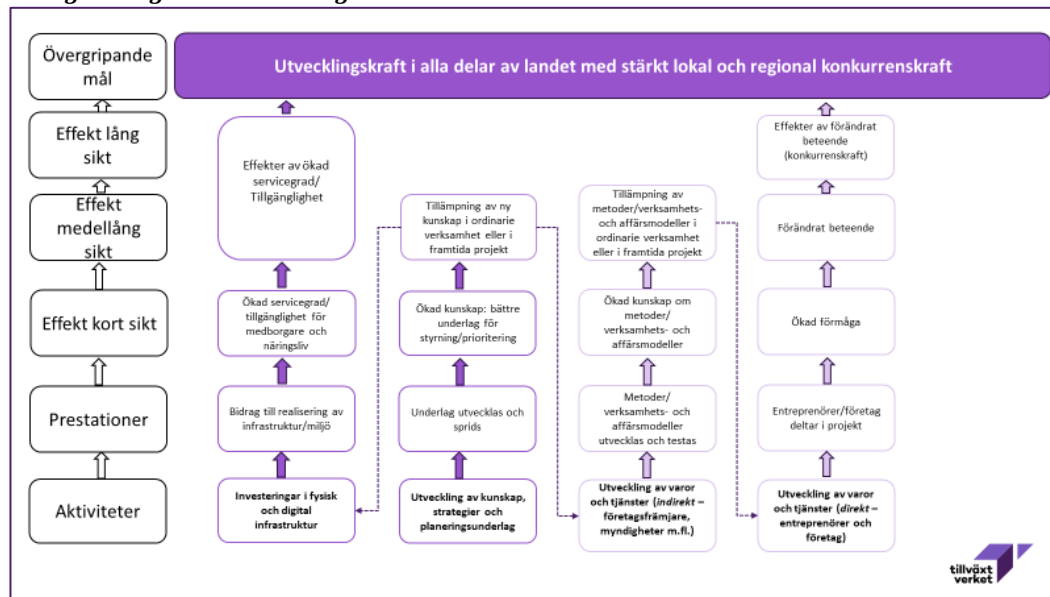 Övergripande
mål
Utvecklingskraft i alla delar av landet med stärkt lokal och regional konkurrenskraft
Effekt lång
sikt
Effekter av ökad
servicegrad/
Tillgänglighet
Effekter av förändrat
beteende
(konkurrenskraft)
Effekt
medellång
sikt
Tillämpning av ny
kunskap i ordinarie
verksamhet eller i
framtida projekt
Tillämpning av
metoder/verksamhets-
och affärsmodeller i
ordinarie verksamhet
eller i framtida projekt
Förändrat beteende
Effekt kort sikt
Ökad servicegrad/
tillgänglighet för
medborgare och
näringsliv
Ökad kunskap: bättre
underlag för
styrning/prioritering
Ökad kunskap om
metoder/
verksamhets- och
affärsmodeller
Ökad förmåga
Prestationer
Bidrag till realisering av
infrastruktur/miljö
Underlag utvecklas och
sprids
Metoder/
verksamhets- och
affärsmodeller
utvecklas och testas
Entreprenörer/företag
deltar i projekt
Aktiviteter
Investeringar i fysisk
och digital
infrastruktur
Utveckling av kunskap,
strategier och
planeringsunderlag
Utveckling av varor
och tjänster (indirekt –
företagsfrämjare,
myndigheter m.fl.)
Utveckling av varor
och tjänster (direkt –
entreprenörer och
företag)
tillväxt
verket